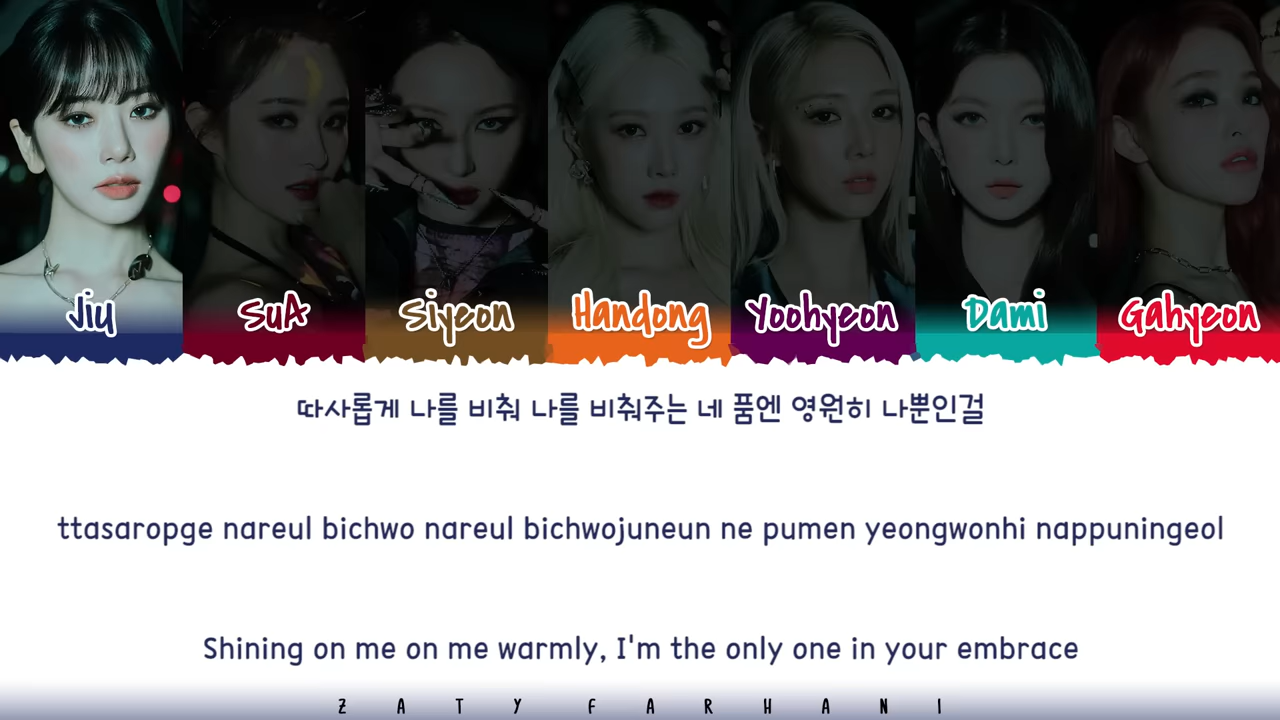 Jiu SuA Siyeon Handong Yoohyeon Dami Gahyeon
따사롭게 나를 비춰 나를 비춰주는 네 품엔 영원히 나뿐인걸
ttasaropge nareul bichwo nareul bichwojuneun ne pumen yeongwonhi nappuningeol
Shining on me on me warmly, I'm the only one in your embrace
ZATY FARHANI